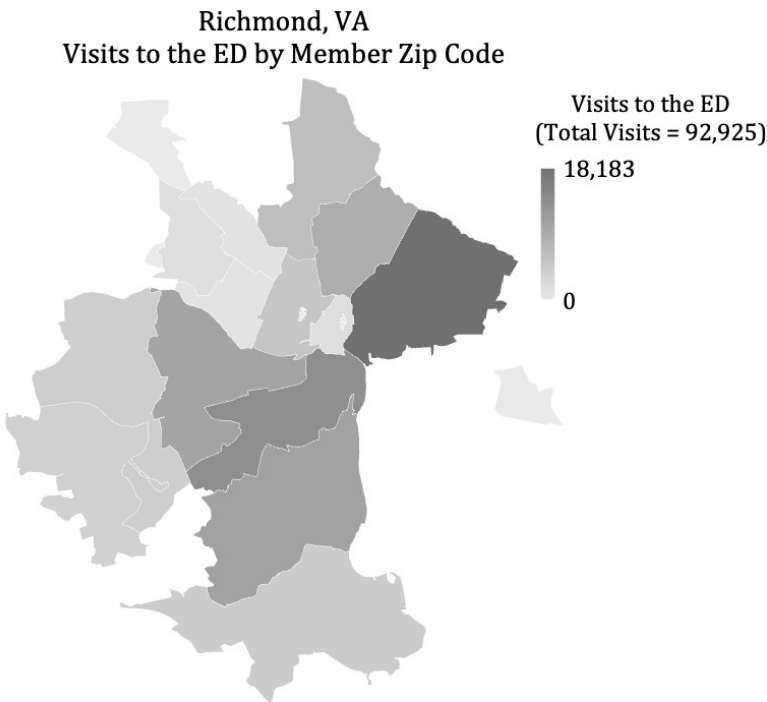 Richmond, VA
Visits to the ED by Member Zip Code
Visits to the ED
(Total Visits = 92,925)
18,183
0